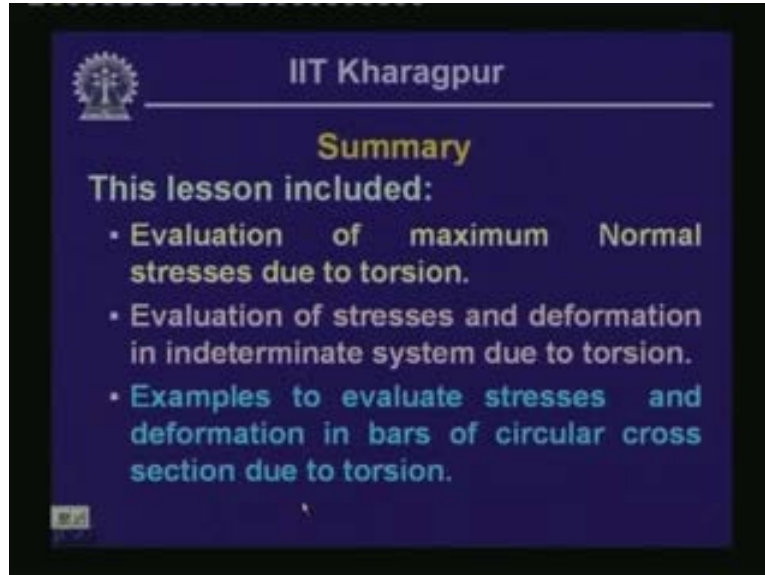 IIT Kharagpur
Summary
This lesson included:
▪ Evaluation of maximum Normal
stresses due to torsion.
▪ Evaluation of stresses and deformation
in indeterminate system due to torsion.
▪ Examples to evaluate stresses and
deformation in bars of circular cross
section due to torsion.